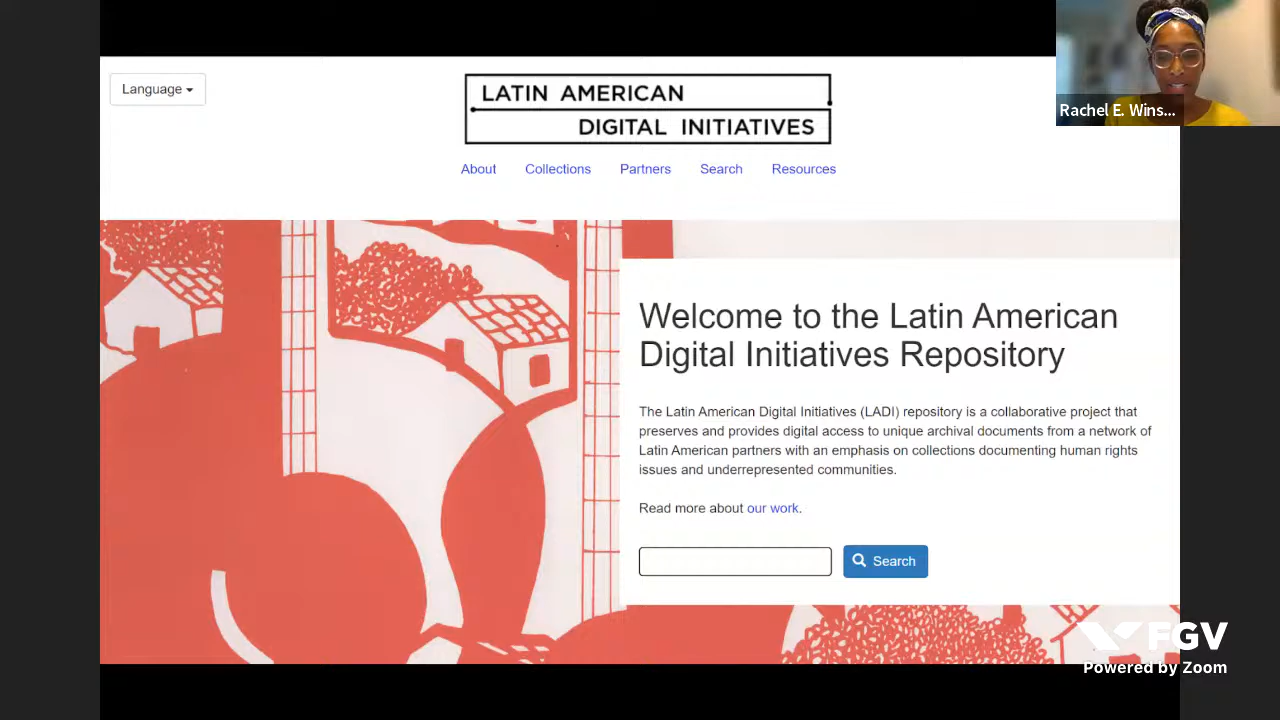 Language
LATIN AMERICAN
DIGITAL INITIATIVES
About Collections Partners Search Resources
Rachel E. Wins...
Welcome to the Latin American
Digital Initiatives Repository
The Latin American Digital Initiatives (LADI) repository is a collaborative project that
preserves and provides digital access to unique archival documents from a network of
Latin American partners with an emphasis on collections documenting human rights
issues and underrepresented communities.
Read more about our work.
Search
FGV
Powered by Zoom